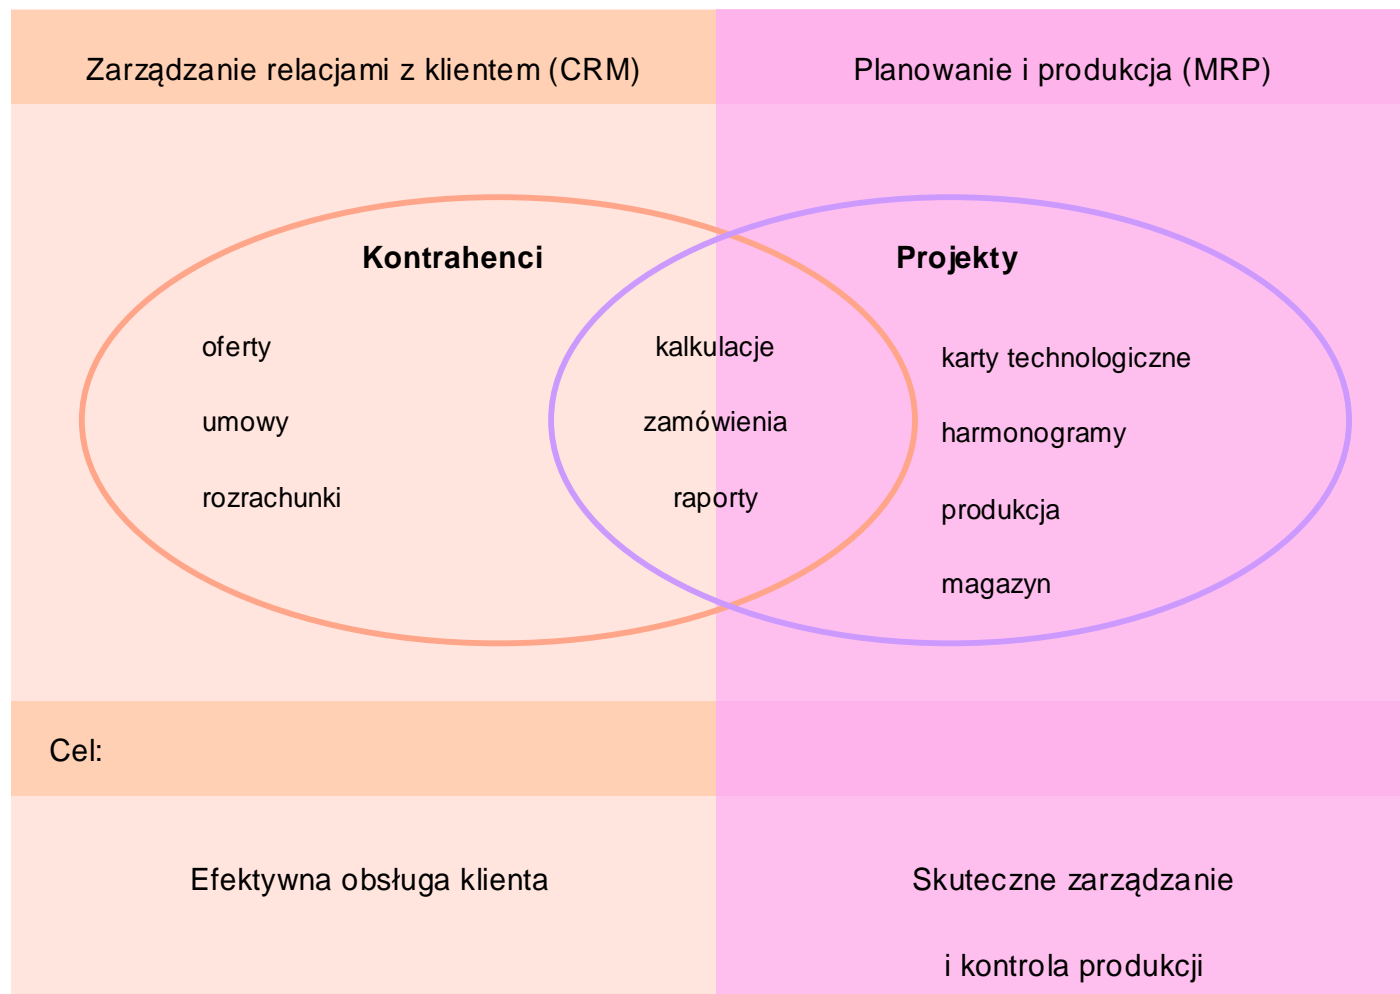 Zarządzanie relacjami z klientem (CRM)
Planowanie i produkcja (MRP)
Kontrahenci
oferty
umowy
rozrachunki
kalkulacje
zamówienia
raporty
Projekty
karty technologiczne
harmonogramy
produkcja
magazyn
Cel:
Efektywna obsługa klienta
Skuteczne zarządzanie
i kontrola produkcji